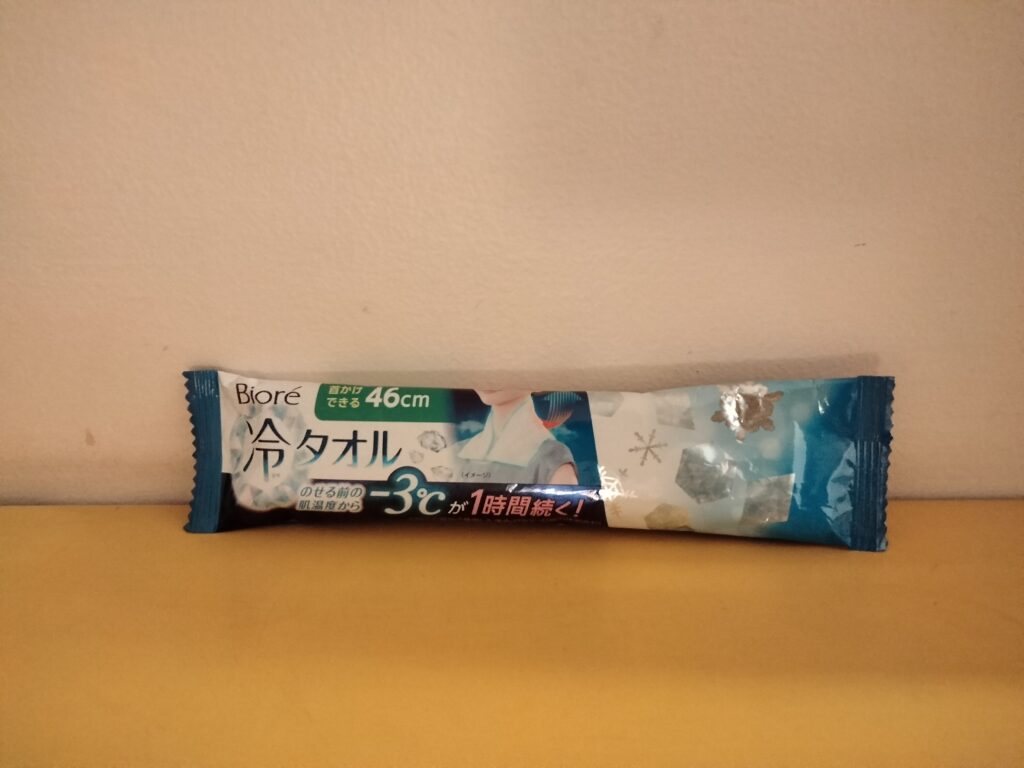 Bioré
首かけ
できる 46cm
冷タオル
(イメージ)
のせる前の
肌温度から -3℃が1時間続く!